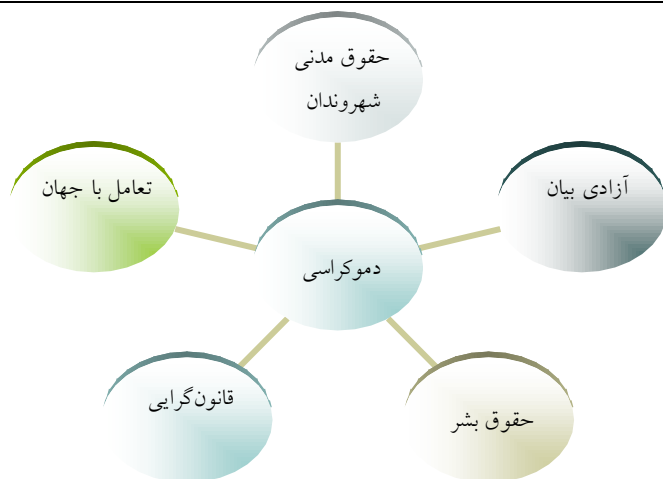 حقوق مدنی
شهروندان
آزادی بیان
تعامل با جهان
دموکراسی
قانون‌گرایی
حقوق بشر